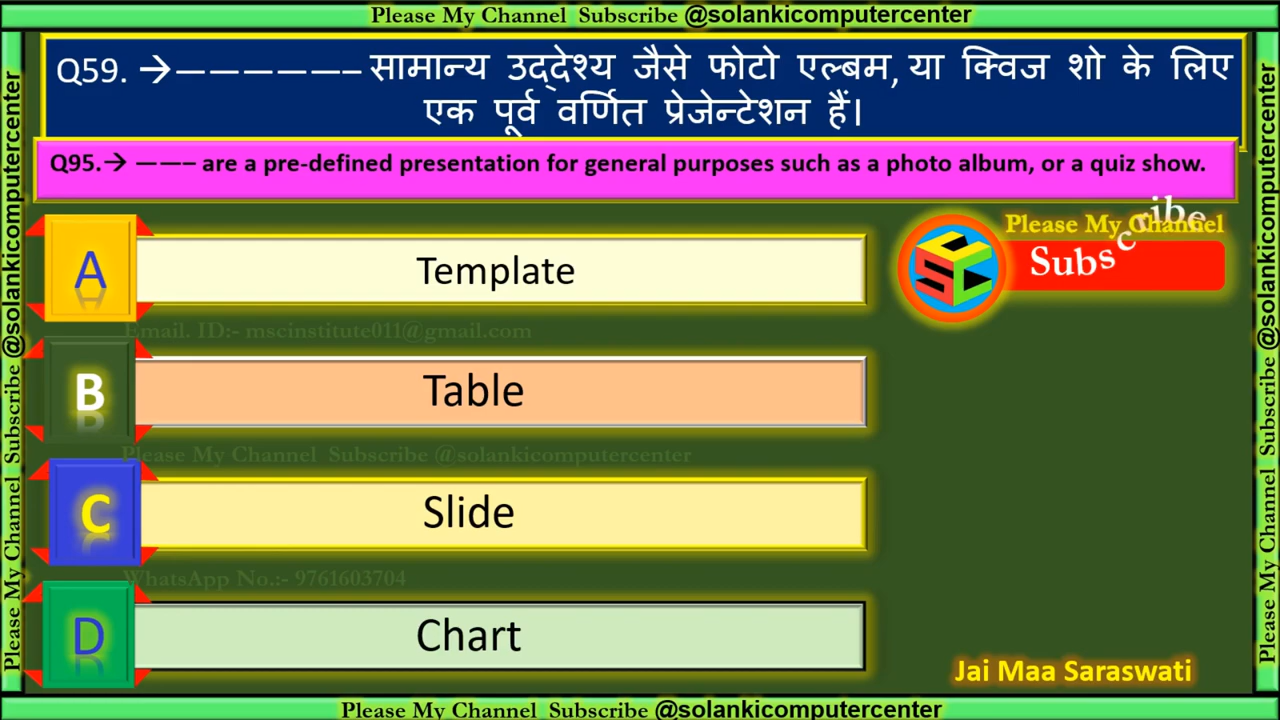 Please My Channel Subscribe @solankicomputercenter
Q59. →—————— सामान्य उद्देश्य जैसे फोटो एल्बम, या क्विज शो के लिए
एक पूर्व वर्णित प्रेजेन्टेशन हैं।
Q95.→ ——– are a pre-defined presentation for general purposes such as a photo album, or a quiz show.
A Template
Please My Channel
Subscribe
Email. ID:- mscinstitute011@gmail.com
B Table
Please My Channel Subscribe @solankicomputercenter
C Slide
WhatsApp No.:- 9761603704
D Chart
Jai Maa Saraswati
Please My Channel Subscribe @solankicomputercenter
Please My Channel Subscribe @solankicomputercenter
Please My Channel Subscribe @solankicomputercenter
SCC